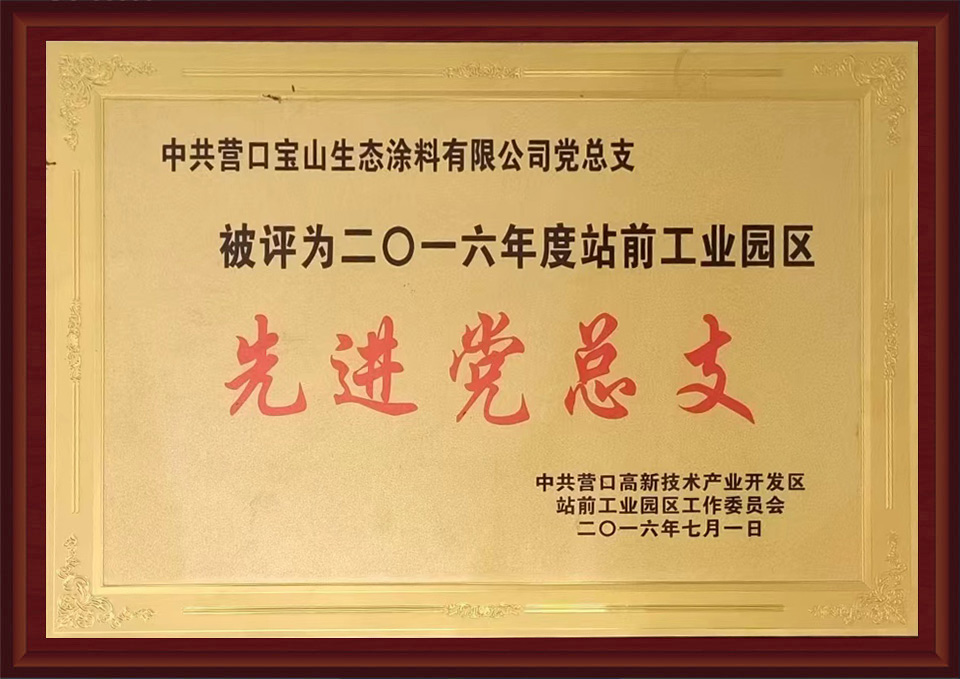 中共营口宝山生态涂料有限公司党总支
被评为二〇一六年度站前工业园区
先进党总支
中共营口高新技术产业开发区
站前工业园区工作委员会
二〇一六年七月一日